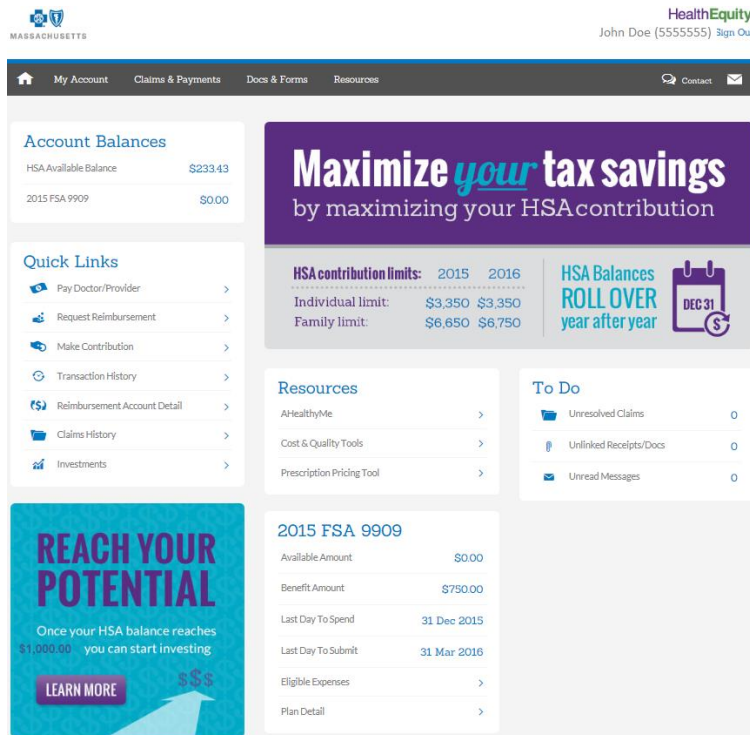 MASSACHUSETTS
HealthEquity
John Doe (5555555) Sign Ou
My Account Claims & Payments Docs & Forms Resources Contact
Account Balances
HSA Available Balance $233.43
2015 FSA 9909 $0.00
Quick Links
Pay Doctor/Provider
Request Reimbursement
Make Contribution
Transaction History
Reimbursement Account Detail
Claims History
Investments
REACH YOUR
POTENTIAL
Once your HSA balance reaches
$1,000.00 you can start investing
$$$
LEARN MORE
Maximize your tax savings
by maximizing your HSA contribution
HSA contribution limits: 2015 2016
Individual limit: $3,350 $3,350
Family limit: $6,650 $6,750
HSA Balances
ROLL OVER
year after year
DEC 31
$
Resources
AHealthyMe
Cost & Quality Tools
Prescription Pricing Tool
To Do
Unresolved Claims 0
Unlinked Receipts/Docs 0
Unread Messages 0
2015 FSA 9909
Available Amount $0.00
Benefit Amount $750.00
Last Day To Spend 31 Dec 2015
Last Day To Submit 31 Mar 2016
Eligible Expenses
Plan Detail